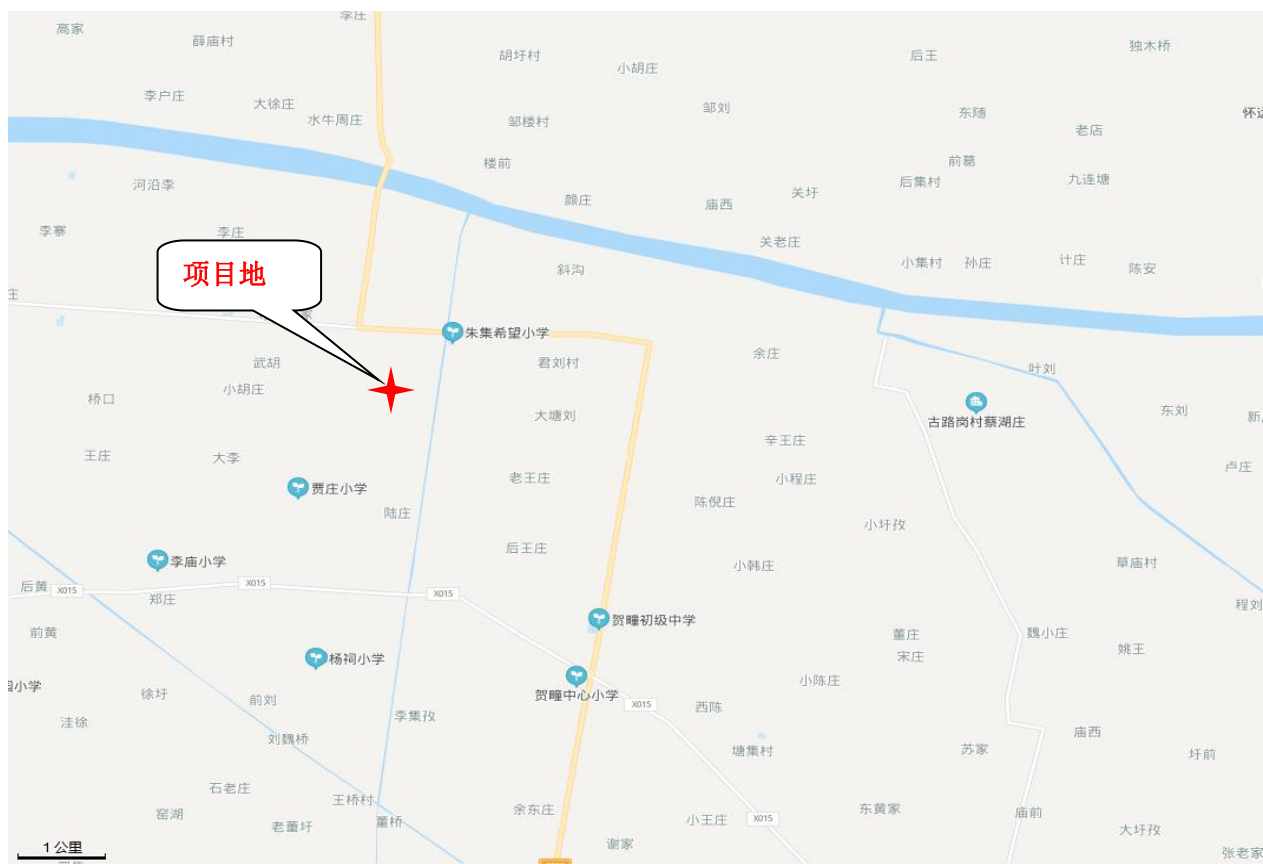 李庄
高家
薛庙村
胡圩村
小胡庄
后王
独木桥
李户庄
大徐庄
水牛周庄
邹楼村
邹刘
东随
老店
楼前
前葛
河沿李
颜庄
庙西
关圩
后集村
九连塘
李寨
李庄
关老庄
斜沟
小集村
孙庄
计庄
陈安
项目地
庄
朱集希望小学
武胡
君刘村
余庄
叶刘
小胡庄
桥口
大塘刘
古路岗村蔡湖庄
东刘
王庄
大李
辛王庄
卢庄
贾庄小学
老王庄
小程庄
陆庄
陈倪庄
小圩孜
后王庄
李庙小学
小韩庄
草庙村
后黄
X015
X015
X015
郑庄
程刘
前黄
贺疃初级中学
董庄
魏小庄
杨祠小学
宋庄
姚王
小学
徐圩
前刘
贺疃中心小学
小陈庄
X015
西陈
洼徐
李集孜
刘魏桥
塘集村
苏家
庙西
圩前
石老庄
王桥村
窑湖
老董圩
董桥
余东庄
小王庄
X015
东黄家
庙前
大圩孜
谢家
1公里
张老家